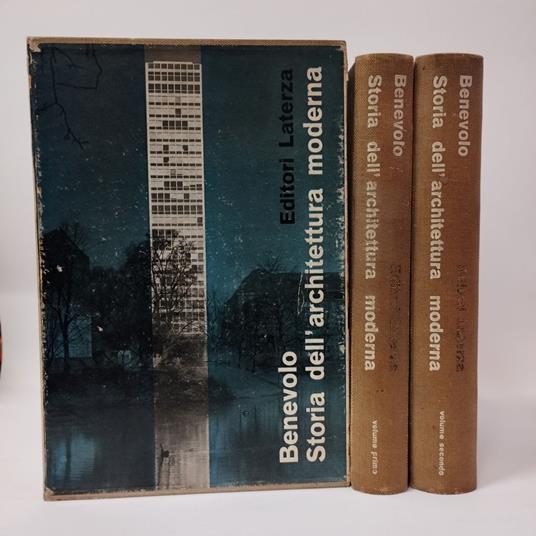 Editori Laterza
Benevolo
Storia dell'architettura moderna
Benevolo
Storia dell'architettura moderna
volume primo
Benevolo
Storia dell'architettura moderna
volume secondo